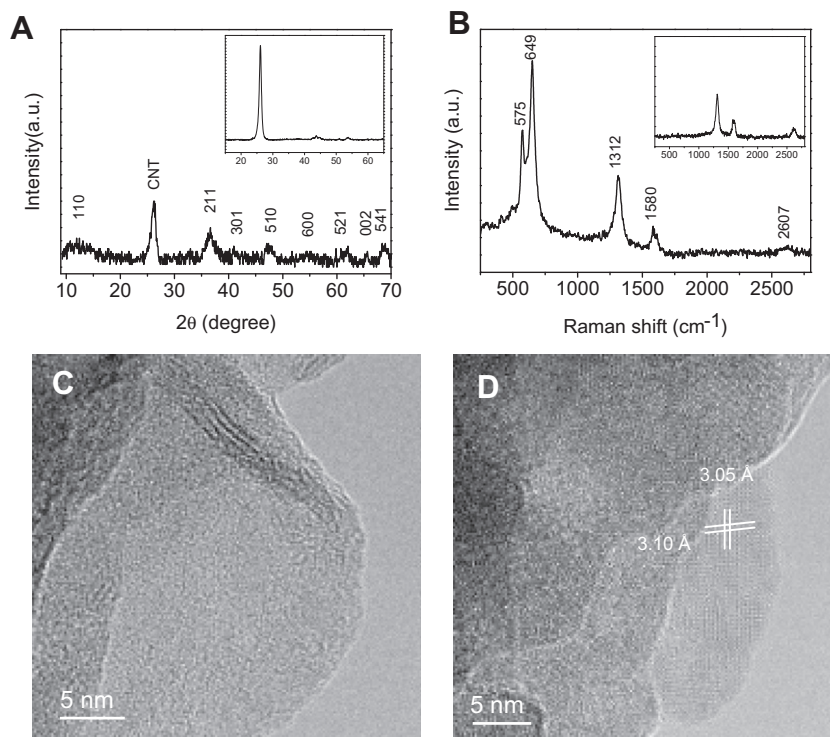 A
Intensity(a.u.)
110
CNT
211
301
510
600
521
002
541
20 30 40 50 60
10 20 30 40 50 60 70
2θ (degree)
B
Intensity (a.u.)
575
649
1312
1580
2607
500 1000 1500 2000 2500
500 1000 1500 2000 2500
Raman shift (cm-1)
C
5 nm
D
3.05 Å
3.10 Å
5 nm